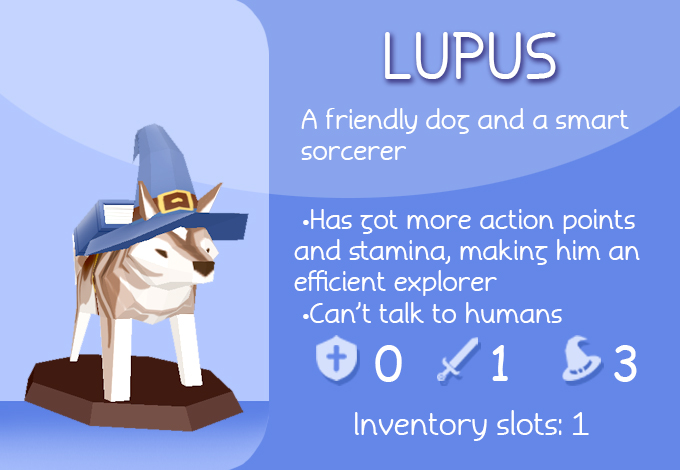 LUPUS
A friendly dog and a smart
sorcerer
•Has got more action points
and stamina, making him an
efficient explorer
•Can't talk to humans
0 1 3
Inventory slots: 1